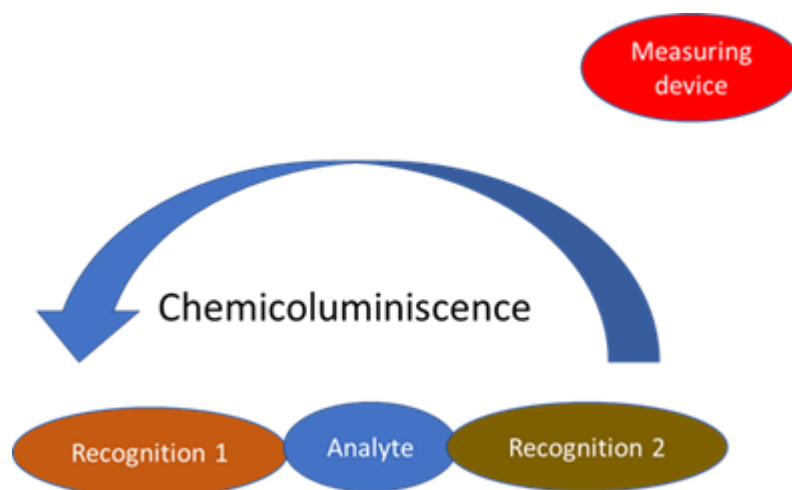 Measuring
device
Chemicoluminiscence
Recognition 1
Analyte
Recognition 2